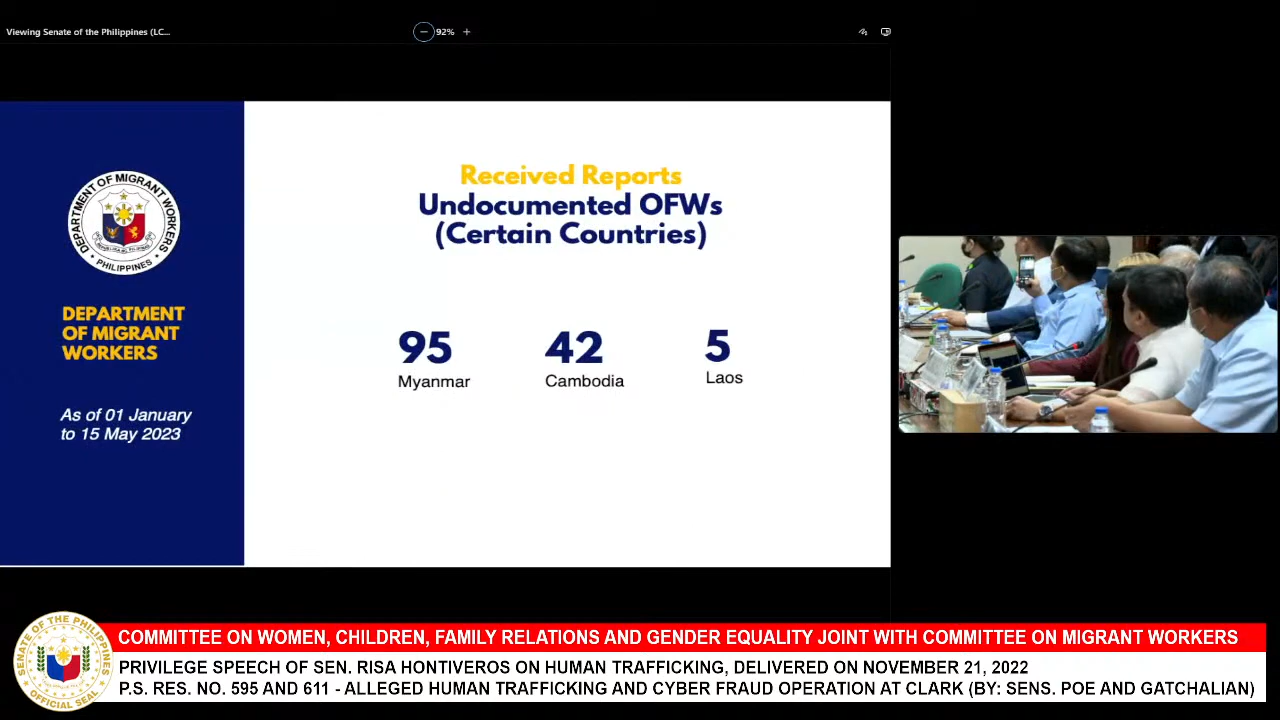 Viewing Senate of the Philippines (LC...
92%
DEPARTMENT OF MIGRANT WORKERS
PHILIPPINES
DEPARTMENT
OF MIGRANT
WORKERS
As of 01 January
to 15 May 2023
Received Reports
Undocumented OFWs
(Certain Countries)
95
Myanmar
42
Cambodia
5
Laos
SENATE OF THE PHILIPPINES
OFFICIAL SEAL
COMMITTEE ON WOMEN, CHILDREN, FAMILY RELATIONS AND GENDER EQUALITY JOINT WITH COMMITTEE ON MIGRANT WORKERS
PRIVILEGE SPEECH OF SEN. RISA HONTIVEROS ON HUMAN TRAFFICKING, DELIVERED ON NOVEMBER 21, 2022
P.S. RES. NO. 595 AND 611 - ALLEGED HUMAN TRAFFICKING AND CYBER FRAUD OPERATION AT CLARK (BY: SENS. POE AND GATCHALIAN)